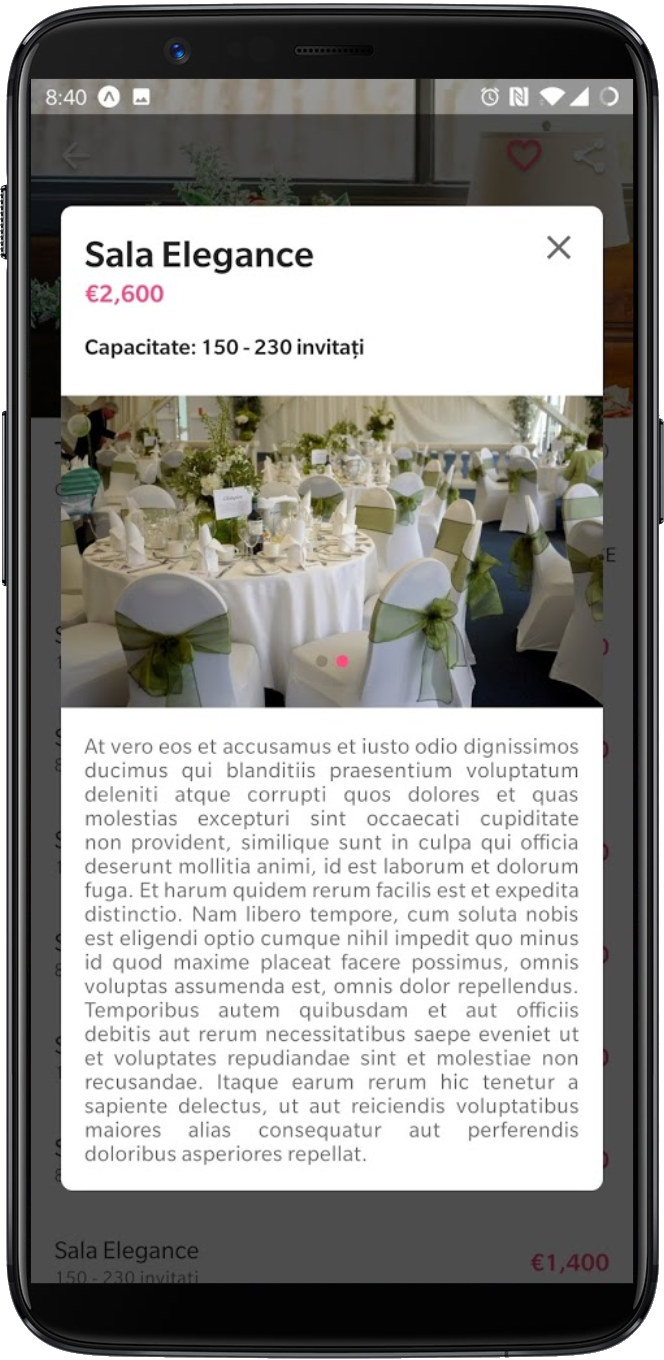 8:40
Sala Elegance
€2,600
Capacitate: 150 - 230 invitați
At vero eos et accusamus et iusto odio dignissimos
ducimus qui blanditiis praesentium voluptatum
deleniti atque corrupti quos dolores et quas
molestias excepturi sint occaecati cupiditate
non provident, similique sunt in culpa qui officia
deserunt mollitia animi, id est laborum et dolorum
fuga. Et harum quidem rerum facilis est et expedita
distinctio. Nam libero tempore, cum soluta nobis
est eligendi optio cumque nihil impedit quo minus
id quod maxime placeat facere possimus, omnis
voluptas assumenda est, omnis dolor repellendus.
Temporibus autem quibusdam et aut officiis
debitis aut rerum necessitatibus saepe eveniet ut
et voluptates repudiandae sint et molestiae non
recusandae. Itaque earum rerum hic tenetur a
sapiente delectus, ut aut reiciendis voluptatibus
maiores alias consequatur aut perferendis
doloribus asperiores repellat.
Sala Elegance
€1,400
150 - 230 invitati